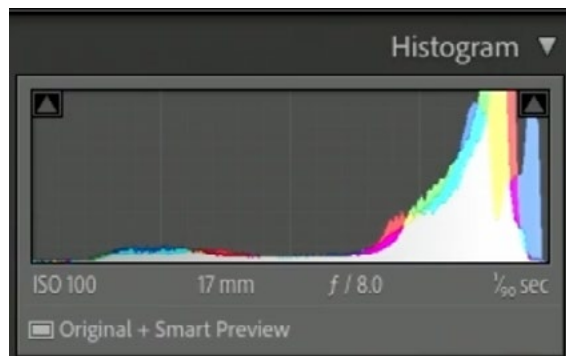 Histogram
ISO 100 17 mm ƒ / 8.0 1/90 sec
Original + Smart Preview